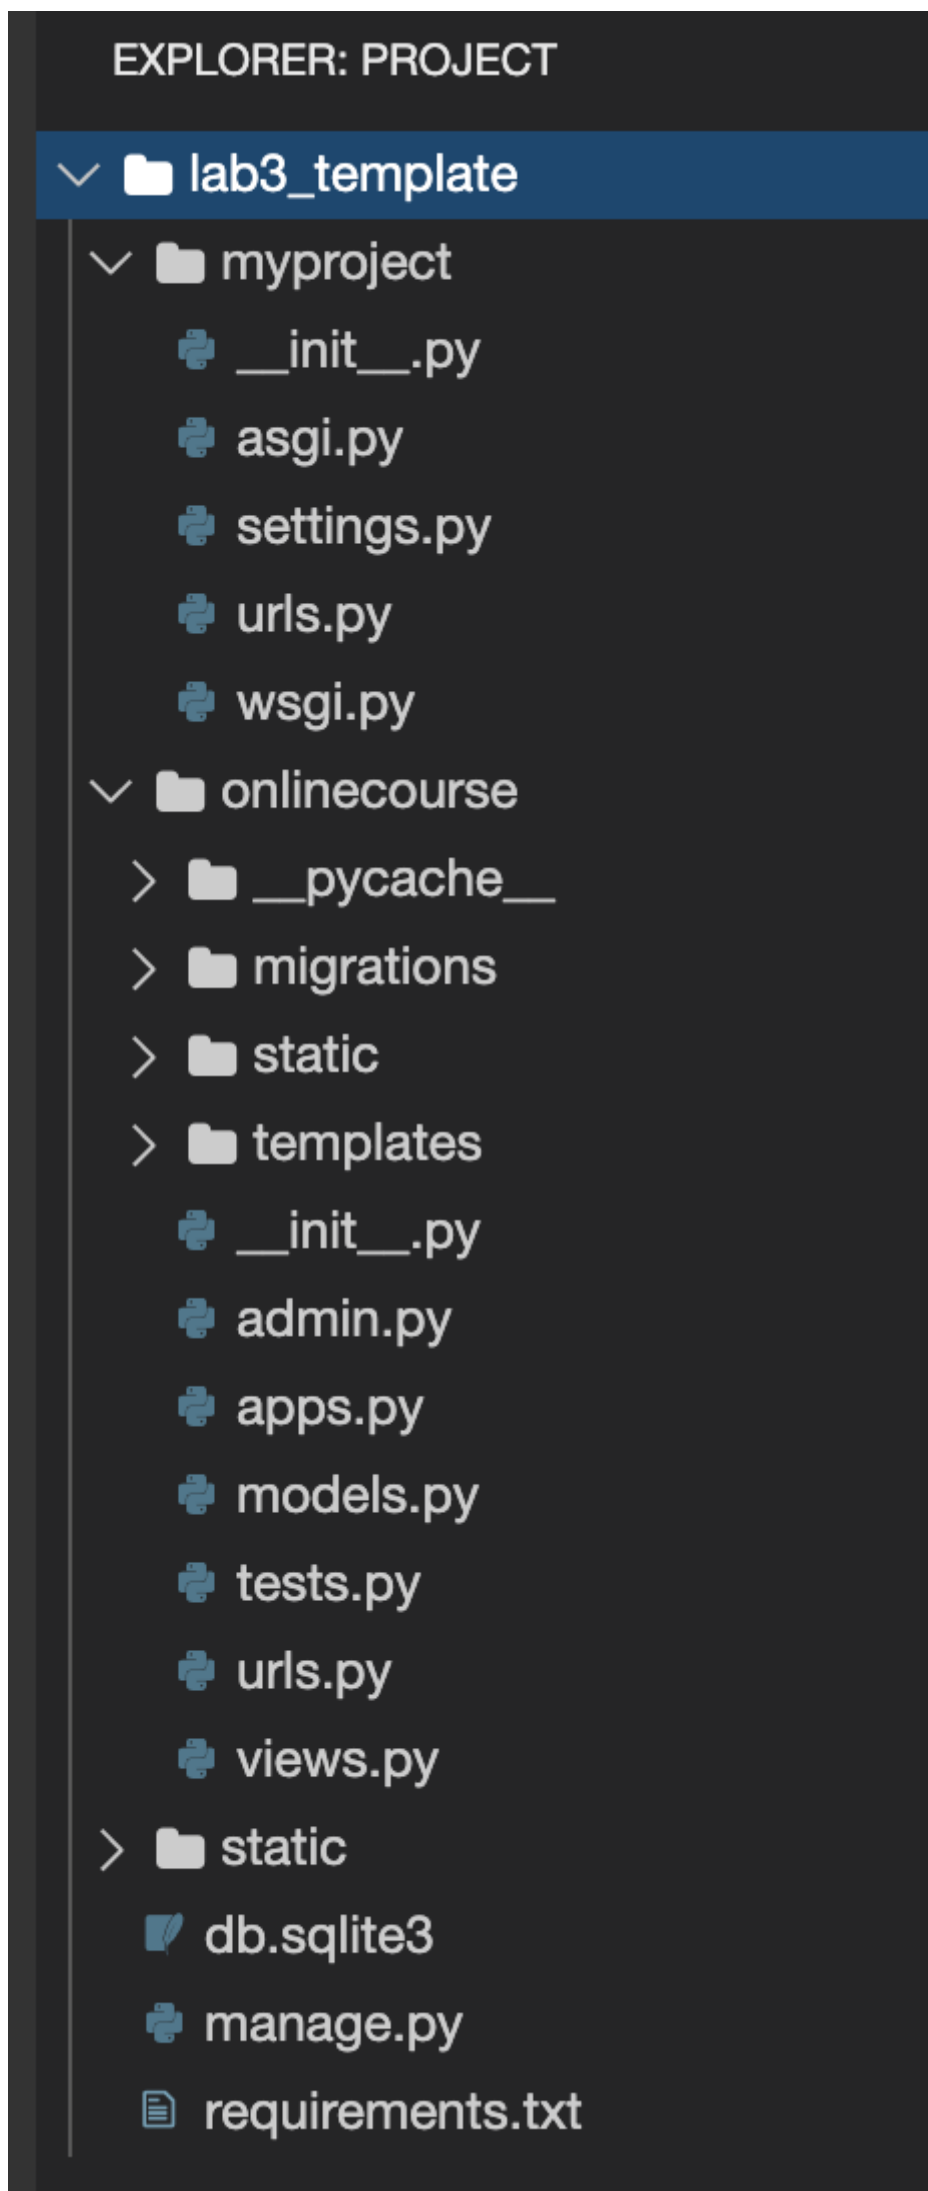 EXPLORER: PROJECT
lab3_template
myproject
__init__.py
asgi.py
settings.py
urls.py
wsgi.py
onlinecourse
__pycache__
migrations
static
templates
__init__.py
admin.py
apps.py
models.py
tests.py
urls.py
views.py
static
db.sqlite3
manage.py
requirements.txt